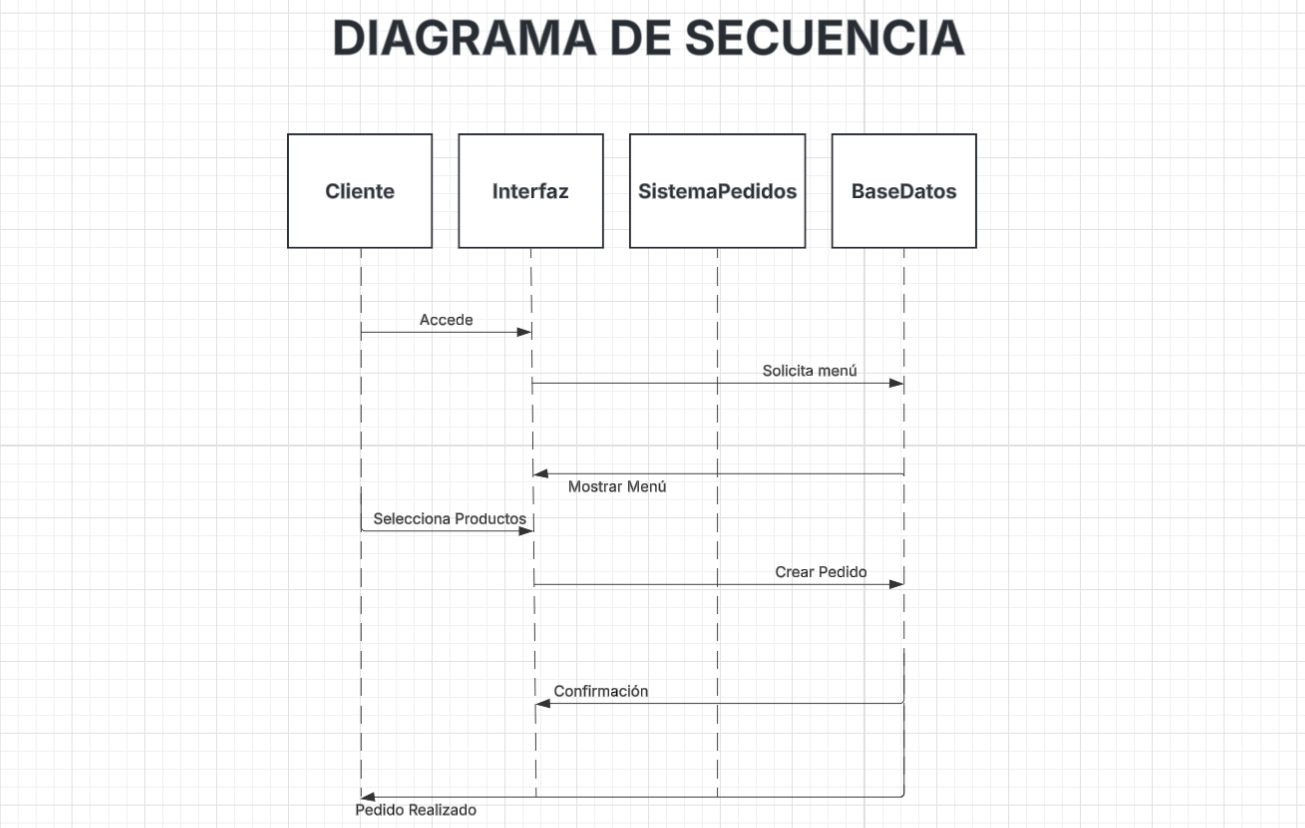 DIAGRAMA DE SECUENCIA
Cliente
Interfaz
SistemaPedidos
BaseDatos
Accede
Solicita menú
Mostrar Menú
Selecciona Productos
Crear Pedido
Confirmación
Pedido Realizado